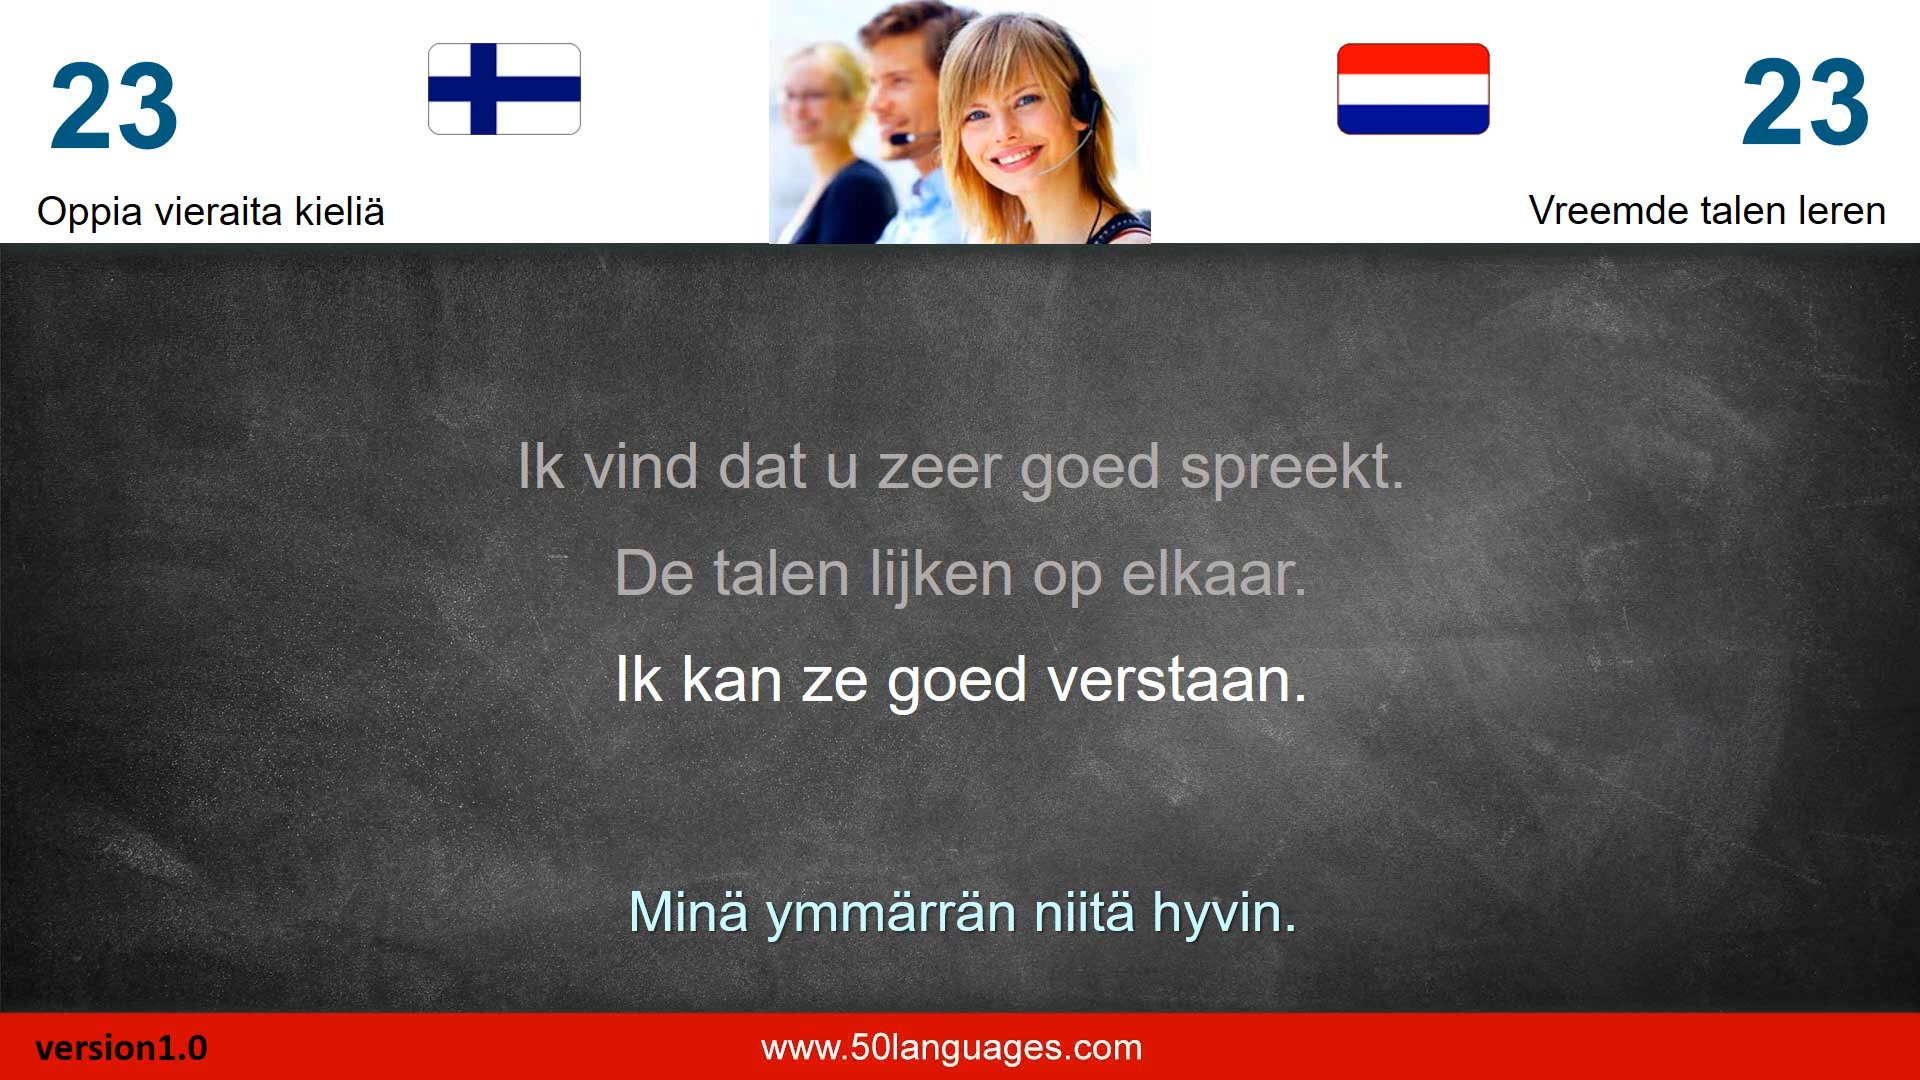 23
23
Oppia vieraita kieliä
Vreemde talen leren
Ik vind dat u zeer goed spreekt.
De talen lijken op elkaar.
Ik kan ze goed verstaan.
Minä ymmärrän niitä hyvin.
version1.0
www.50languages.com